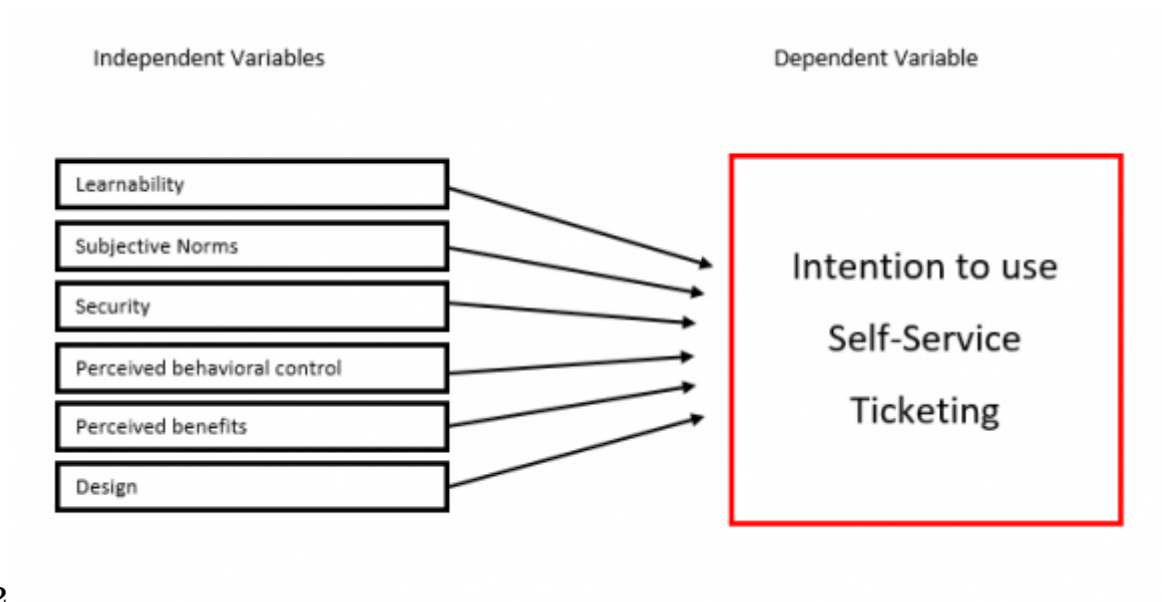 Independent Variables
Dependent Variable
Learnability
Subjective Norms
Security
Perceived behavioral control
Perceived benefits
Design
Intention to use
Self-Service
Ticketing